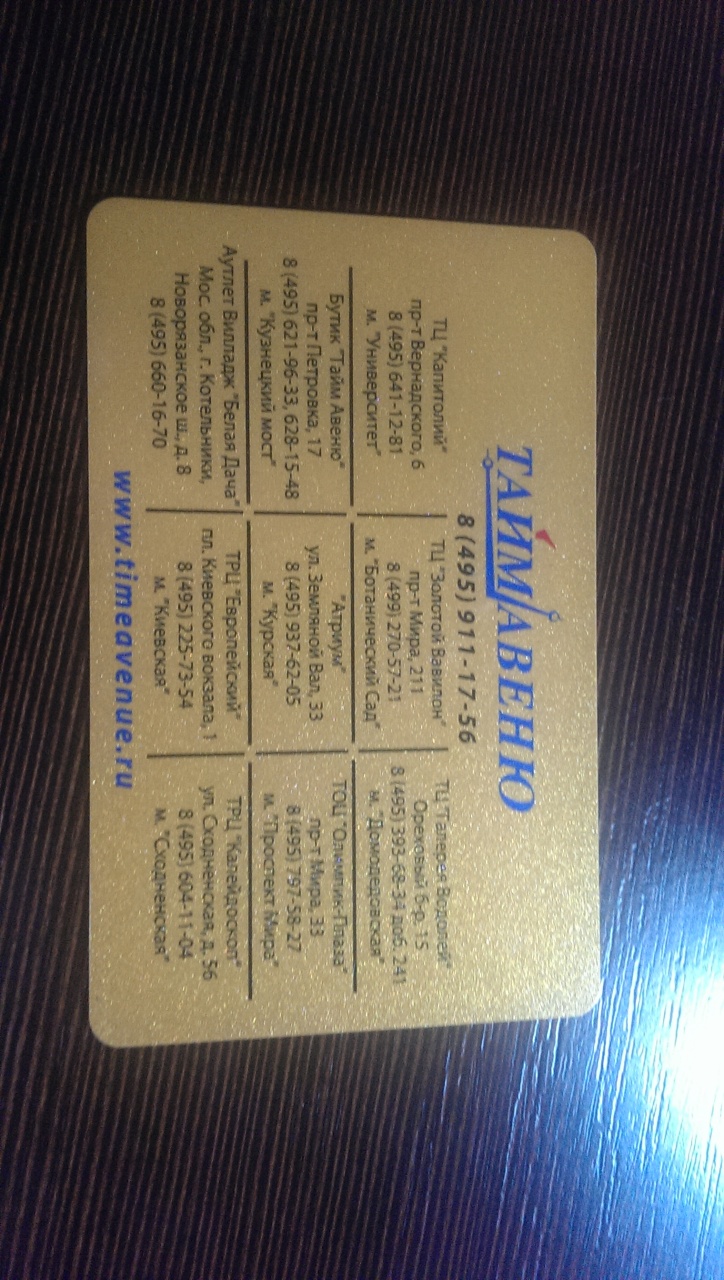 ТАЙМ АВЕНЮ
8 (495) 911-17-56
ТЦ "Капитолий"
пр-т Вернадского, 6
8 (495) 641-12-81
м. "Университет"
ТЦ "Золотой Вавилон"
пр-т Мира, 211
8 (499) 270-57-21
м. "Ботанический Сад"
ТЦ "Галерея Водолей"
Ореховый б-р, 15
8 (495) 393-68-34 доб. 241
м. "Домодедовская"
Бутик "Тайм Авеню"
пр-т Петровка, 17
8 (495) 621-96-33, 628-15-48
м. "Кузнецкий мост"
"Атриум"
ул. Земляной Вал, 33
8 (495) 937-62-05
м. "Курская"
ТОЦ "Олимпик-Плаза"
пр-т Мира, 33
8 (495) 797-58-27
м. "Проспект Мира"
Аутлет Вилладж "Белая Дача"
Мос. обл., г. Котельники,
Новорязанское ш., д. 8
8 (495) 660-16-70
ТРЦ "Европейский"
пл. Киевского вокзала, 1
8 (495) 225-73-54
м. "Киевская"
ТРЦ "Калейдоскоп"
ул. Сходненская, д. 56
8 (495) 604-11-04
м. "Сходненская"
www.timeavenue.ru